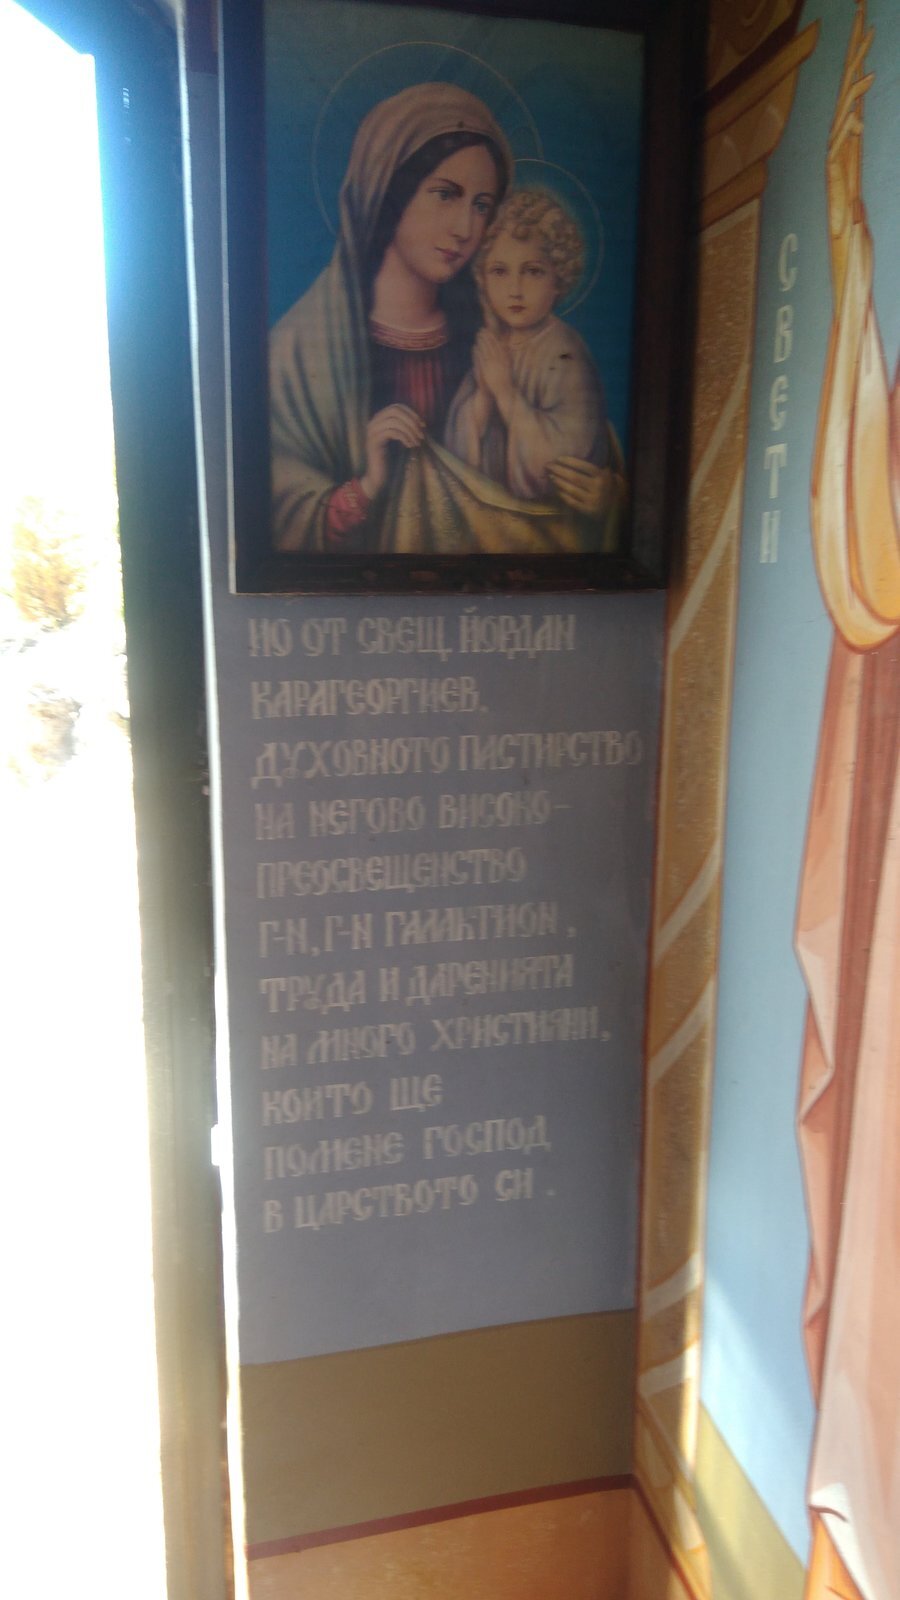 НО ОТ СВЕЩ. ЙОРДАН
КАРАГЕОРГИЕВ.
ДУХОВНОТО ПАСТИРСТВО
НА НЕГОВО ВИСОКО-
ПРЕОСВЕЩЕНСТВО
Г-Н, Г-Н ГАЛАКТИОН,
ТРУДА И ДАРЕНИЯТА
НА МНОГО ХРИСТИЯНИ,
КОИТО ЩЕ
ПОМЕНЕ ГОСПОД
В ЦАРСТВОТО СИ.
СВЕТИ